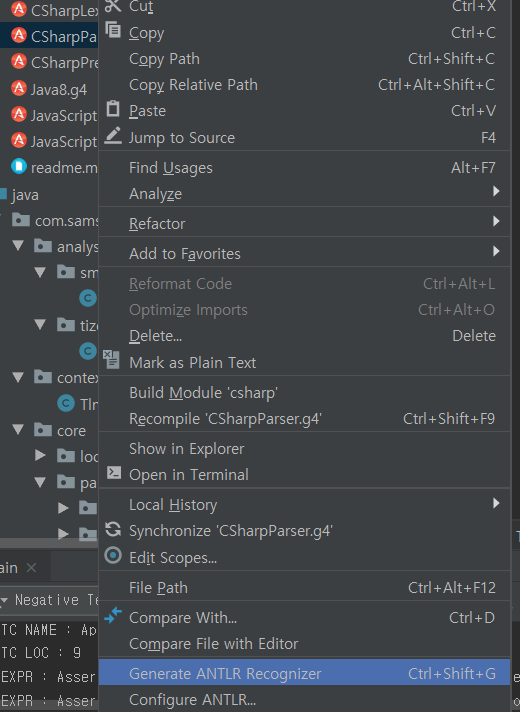 CSharpLex
Cut Ctrl+X
CSharpPa
Copy Ctrl+C
CSharpPre
Copy Path Ctrl+Shift+C
Java8.g4
Copy Relative Path Ctrl+Alt+Shift+C
JavaScript
Paste Ctrl+V
JavaScript
Jump to Source F4
readme.m
Find Usages Alt+F7
java
Analyze
com.sams
Refactor
analys
Add to Favorites
sm
Reformat Code Ctrl+Alt+L
Optimize Imports Ctrl+Alt+O
tize
Delete... Delete
Mark as Plain Text
contex
Build Module 'csharp'
Tlm
Recompile 'CSharpParser.g4' Ctrl+Shift+F9
core
Show in Explorer
loc
Open in Terminal
pa
Local History
Synchronize 'CSharpParser.g4'
Edit Scopes...
ain
File Path Ctrl+Alt+F12
Negative Te
Compare With... Ctrl+D
TC NAME : Ap
Compare File with Editor
TC LOC : 9
Generate ANTLR Recognizer Ctrl+Shift+G
EXPR : Asser
Configure ANTLR...
EXPR : Asser